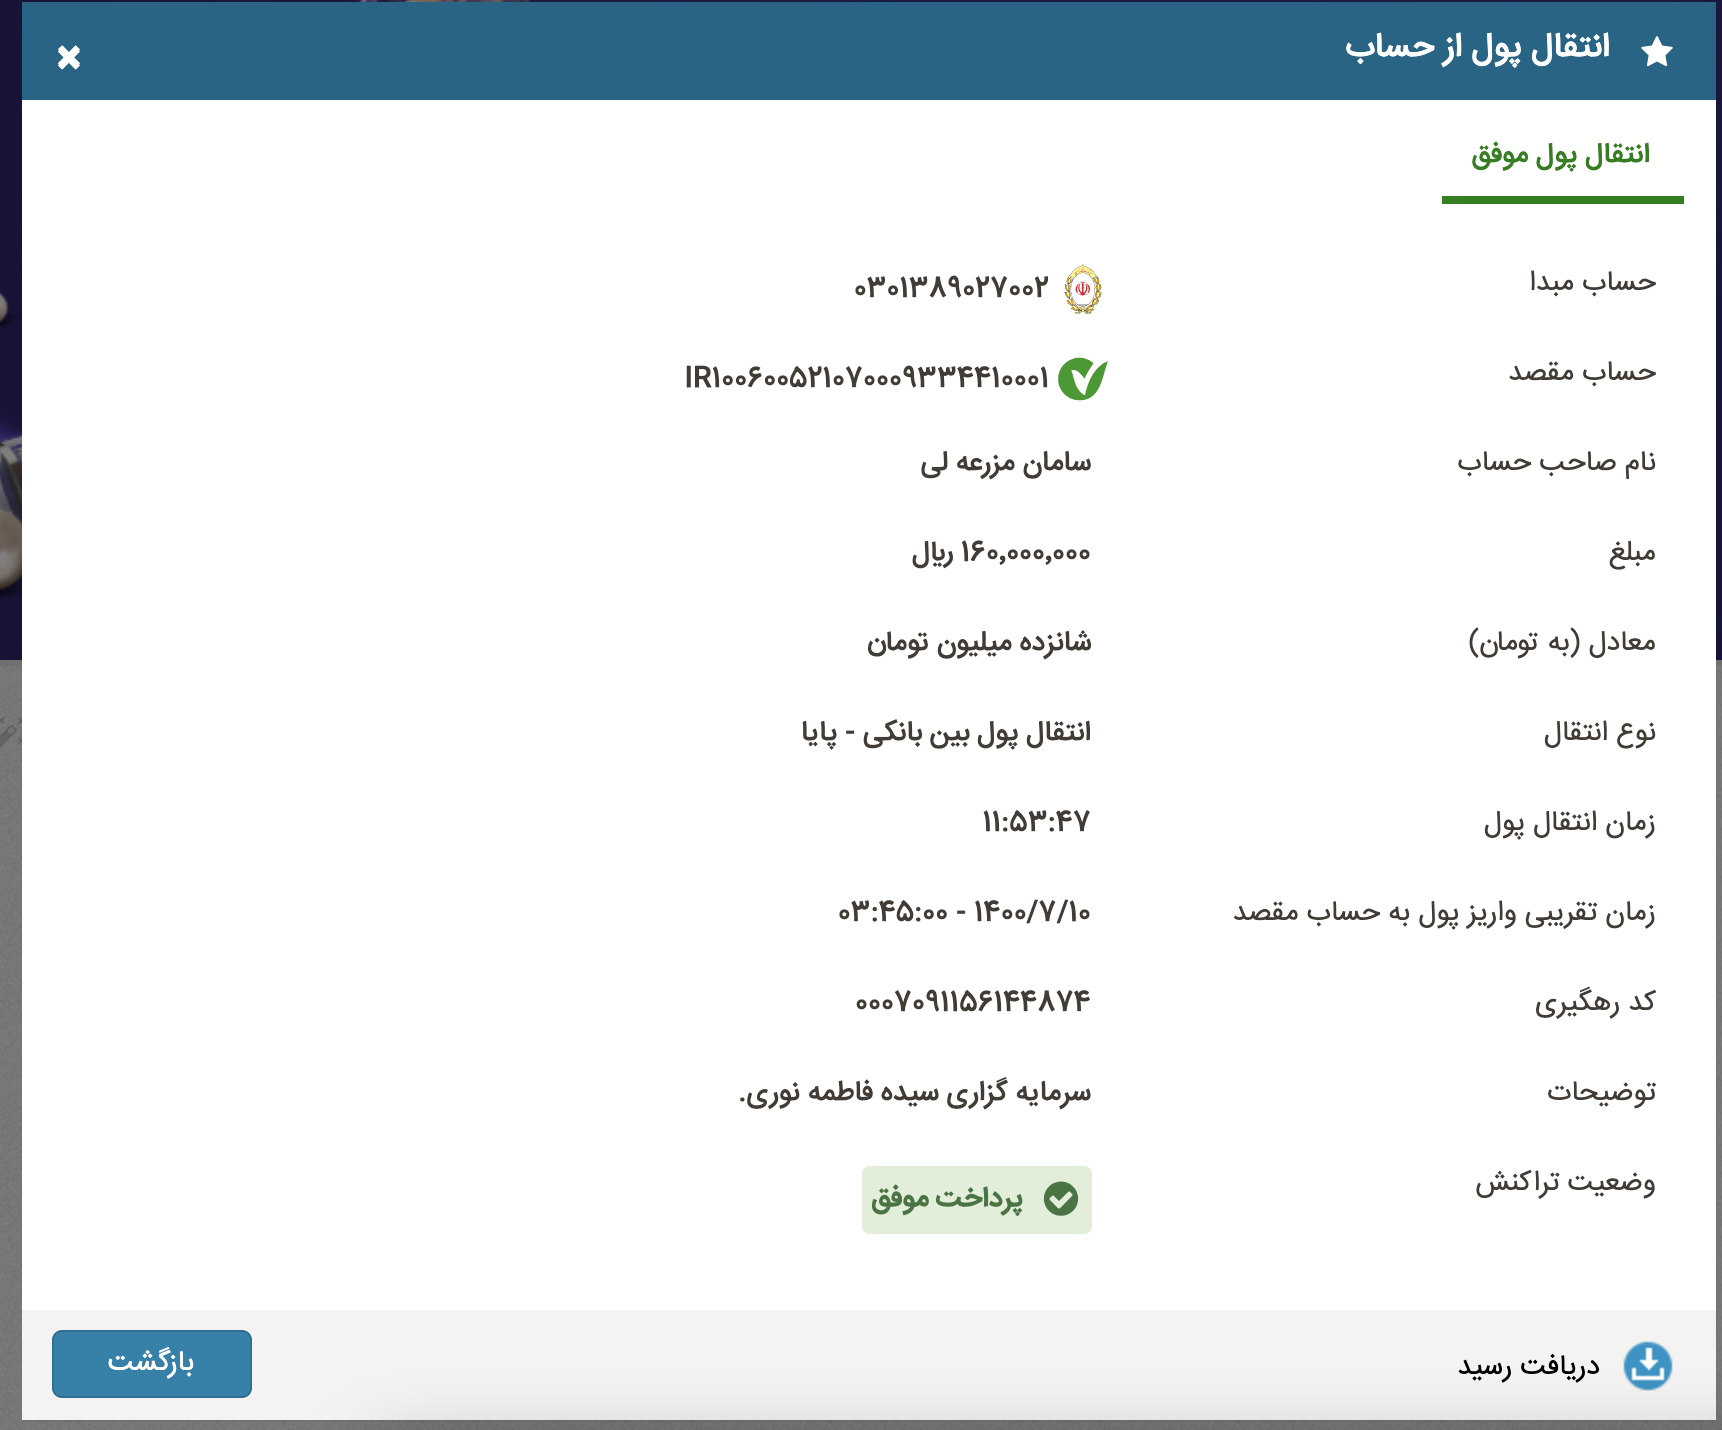 انتقال پول از حساب
انتقال پول موفق
حساب مبدا ۰۳۰۱۳۸۹۰۲۷۰۰۲
حساب مقصد IR۱۰۰۶۰۰۵۲۱۰۷۰۰۰۹۳۳۴۴۱۰۰۰۱
نام صاحب حساب سامان مزرعه لی
مبلغ ۱۶۰,۰۰۰,۰۰۰ ریال
معادل (به تومان) شانزده میلیون تومان
نوع انتقال انتقال پول بین بانکی - پایا
زمان انتقال پول ۱۱:۵۳:۴۷
زمان تقریبی واریز پول به حساب مقصد ۱۴۰۰/۷/۱۰ - ۰۳:۴۵:۰۰
کد رهگیری ۰۰۰۷۰۹۱۱۵۶۱۴۴۸۷۴
توضیحات سرمایه گزاری سیده فاطمه نوری.
وضعیت تراکنش پرداخت موفق
دریافت رسید بازگشت